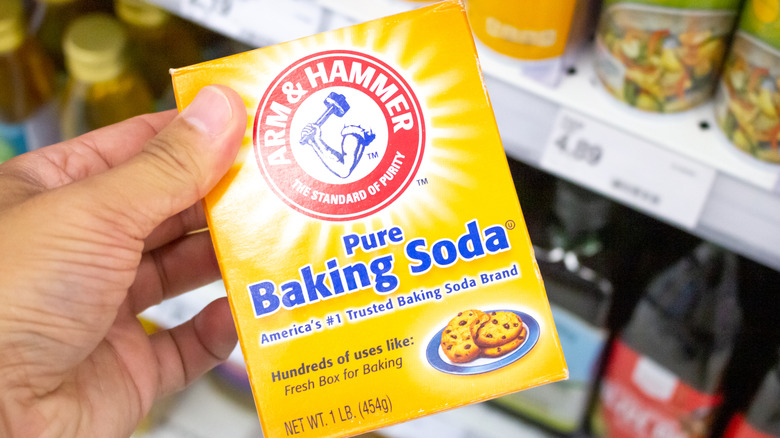 ARM & HAMMER
TM
THE STANDARD OF PURITY
TM
Pure
Baking Soda
U
America's #1 Trusted Baking Soda Brand
Hundreds of uses like:
Fresh Box for Baking
NET WT. 1 LB. (454g)
4.89